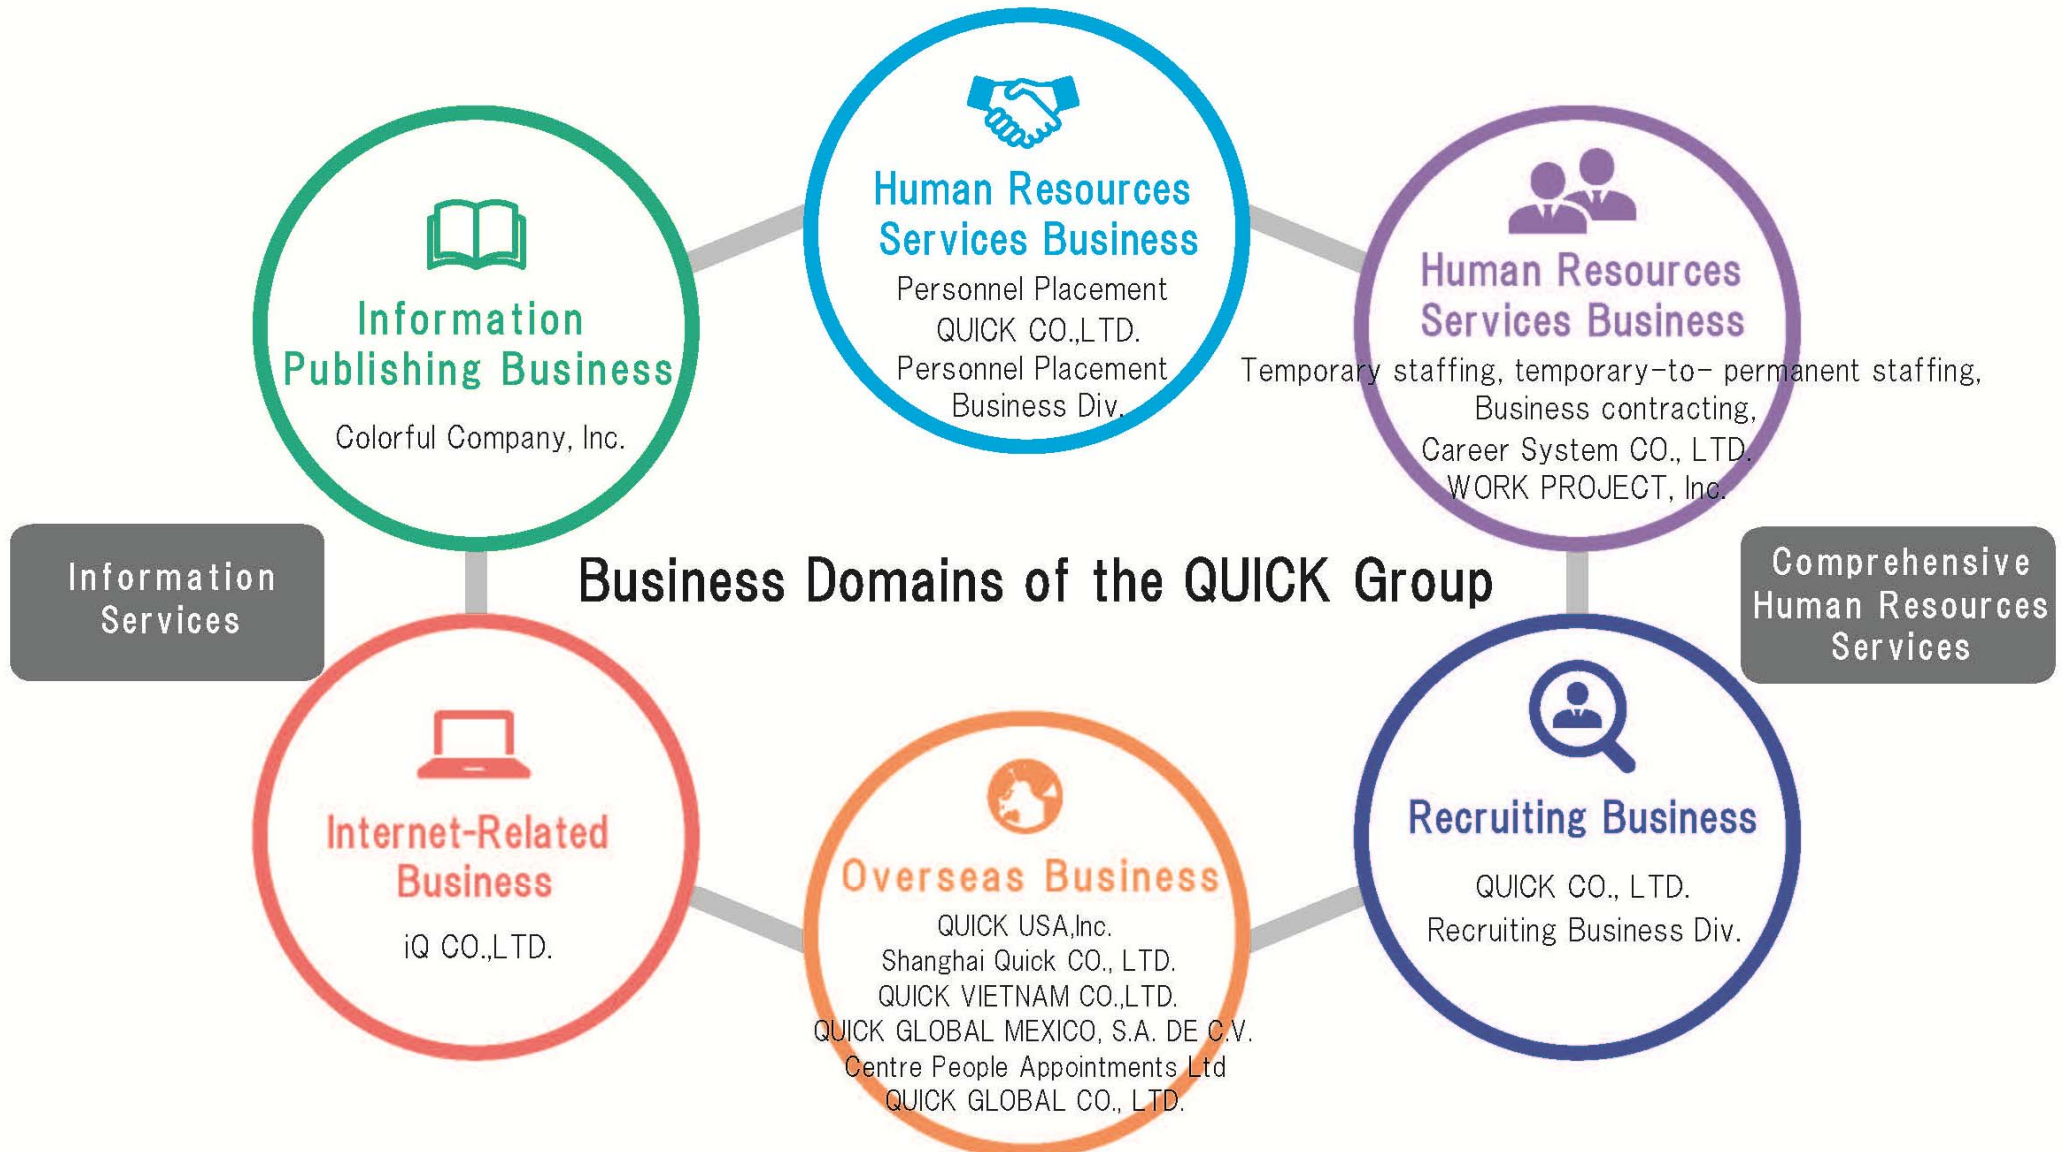 Human Resources
Services Business
Personnel Placement
QUICK CO.,LTD.
Personnel Placement
Business Div.
Information
Publishing Business
Colorful Company, Inc.
Human Resources
Services Business
Temporary staffing, temporary-to- permanent staffing,
Business contracting,
Career System CO., LTD.
WORK PROJECT, Inc.
Information
Services
Business Domains of the QUICK Group
Comprehensive
Human Resources
Services
Internet-Related
Business
iQ CO.,LTD.
Overseas Business
QUICK USA,Inc.
Shanghai Quick CO., LTD.
QUICK VIETNAM CO.,LTD.
QUICK GLOBAL MEXICO, S.A. DE C.V.
Centre People Appointments Ltd
QUICK GLOBAL CO., LTD.
Recruiting Business
QUICK CO., LTD.
Recruiting Business Div.